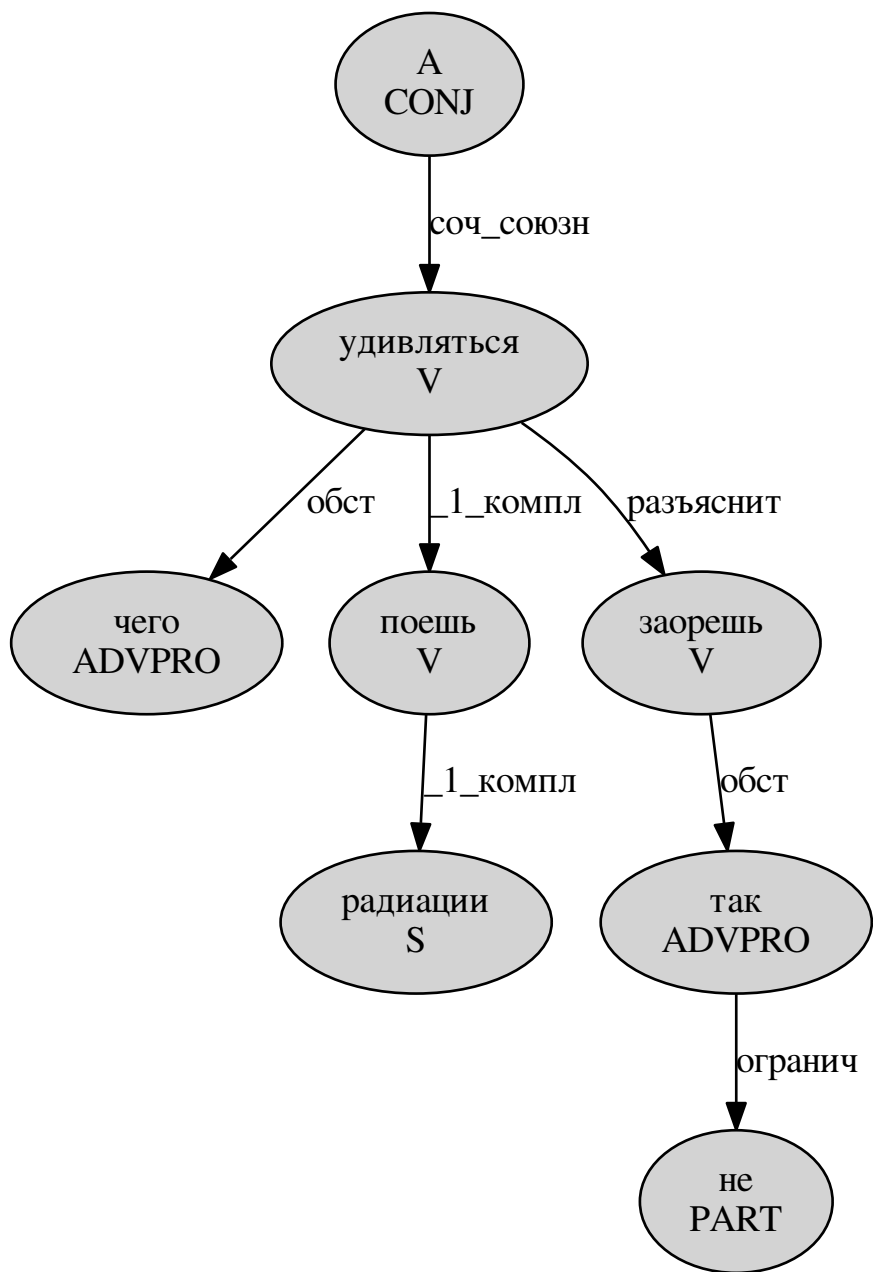 А
CONJ
соч_союзн
удивляться
V
обст
_1_компл
разъяснит
чего
ADVPRO
поешь
V
заорешь
V
_1_компл
обст
радиации
S
так
ADVPRO
огранич
не
PART